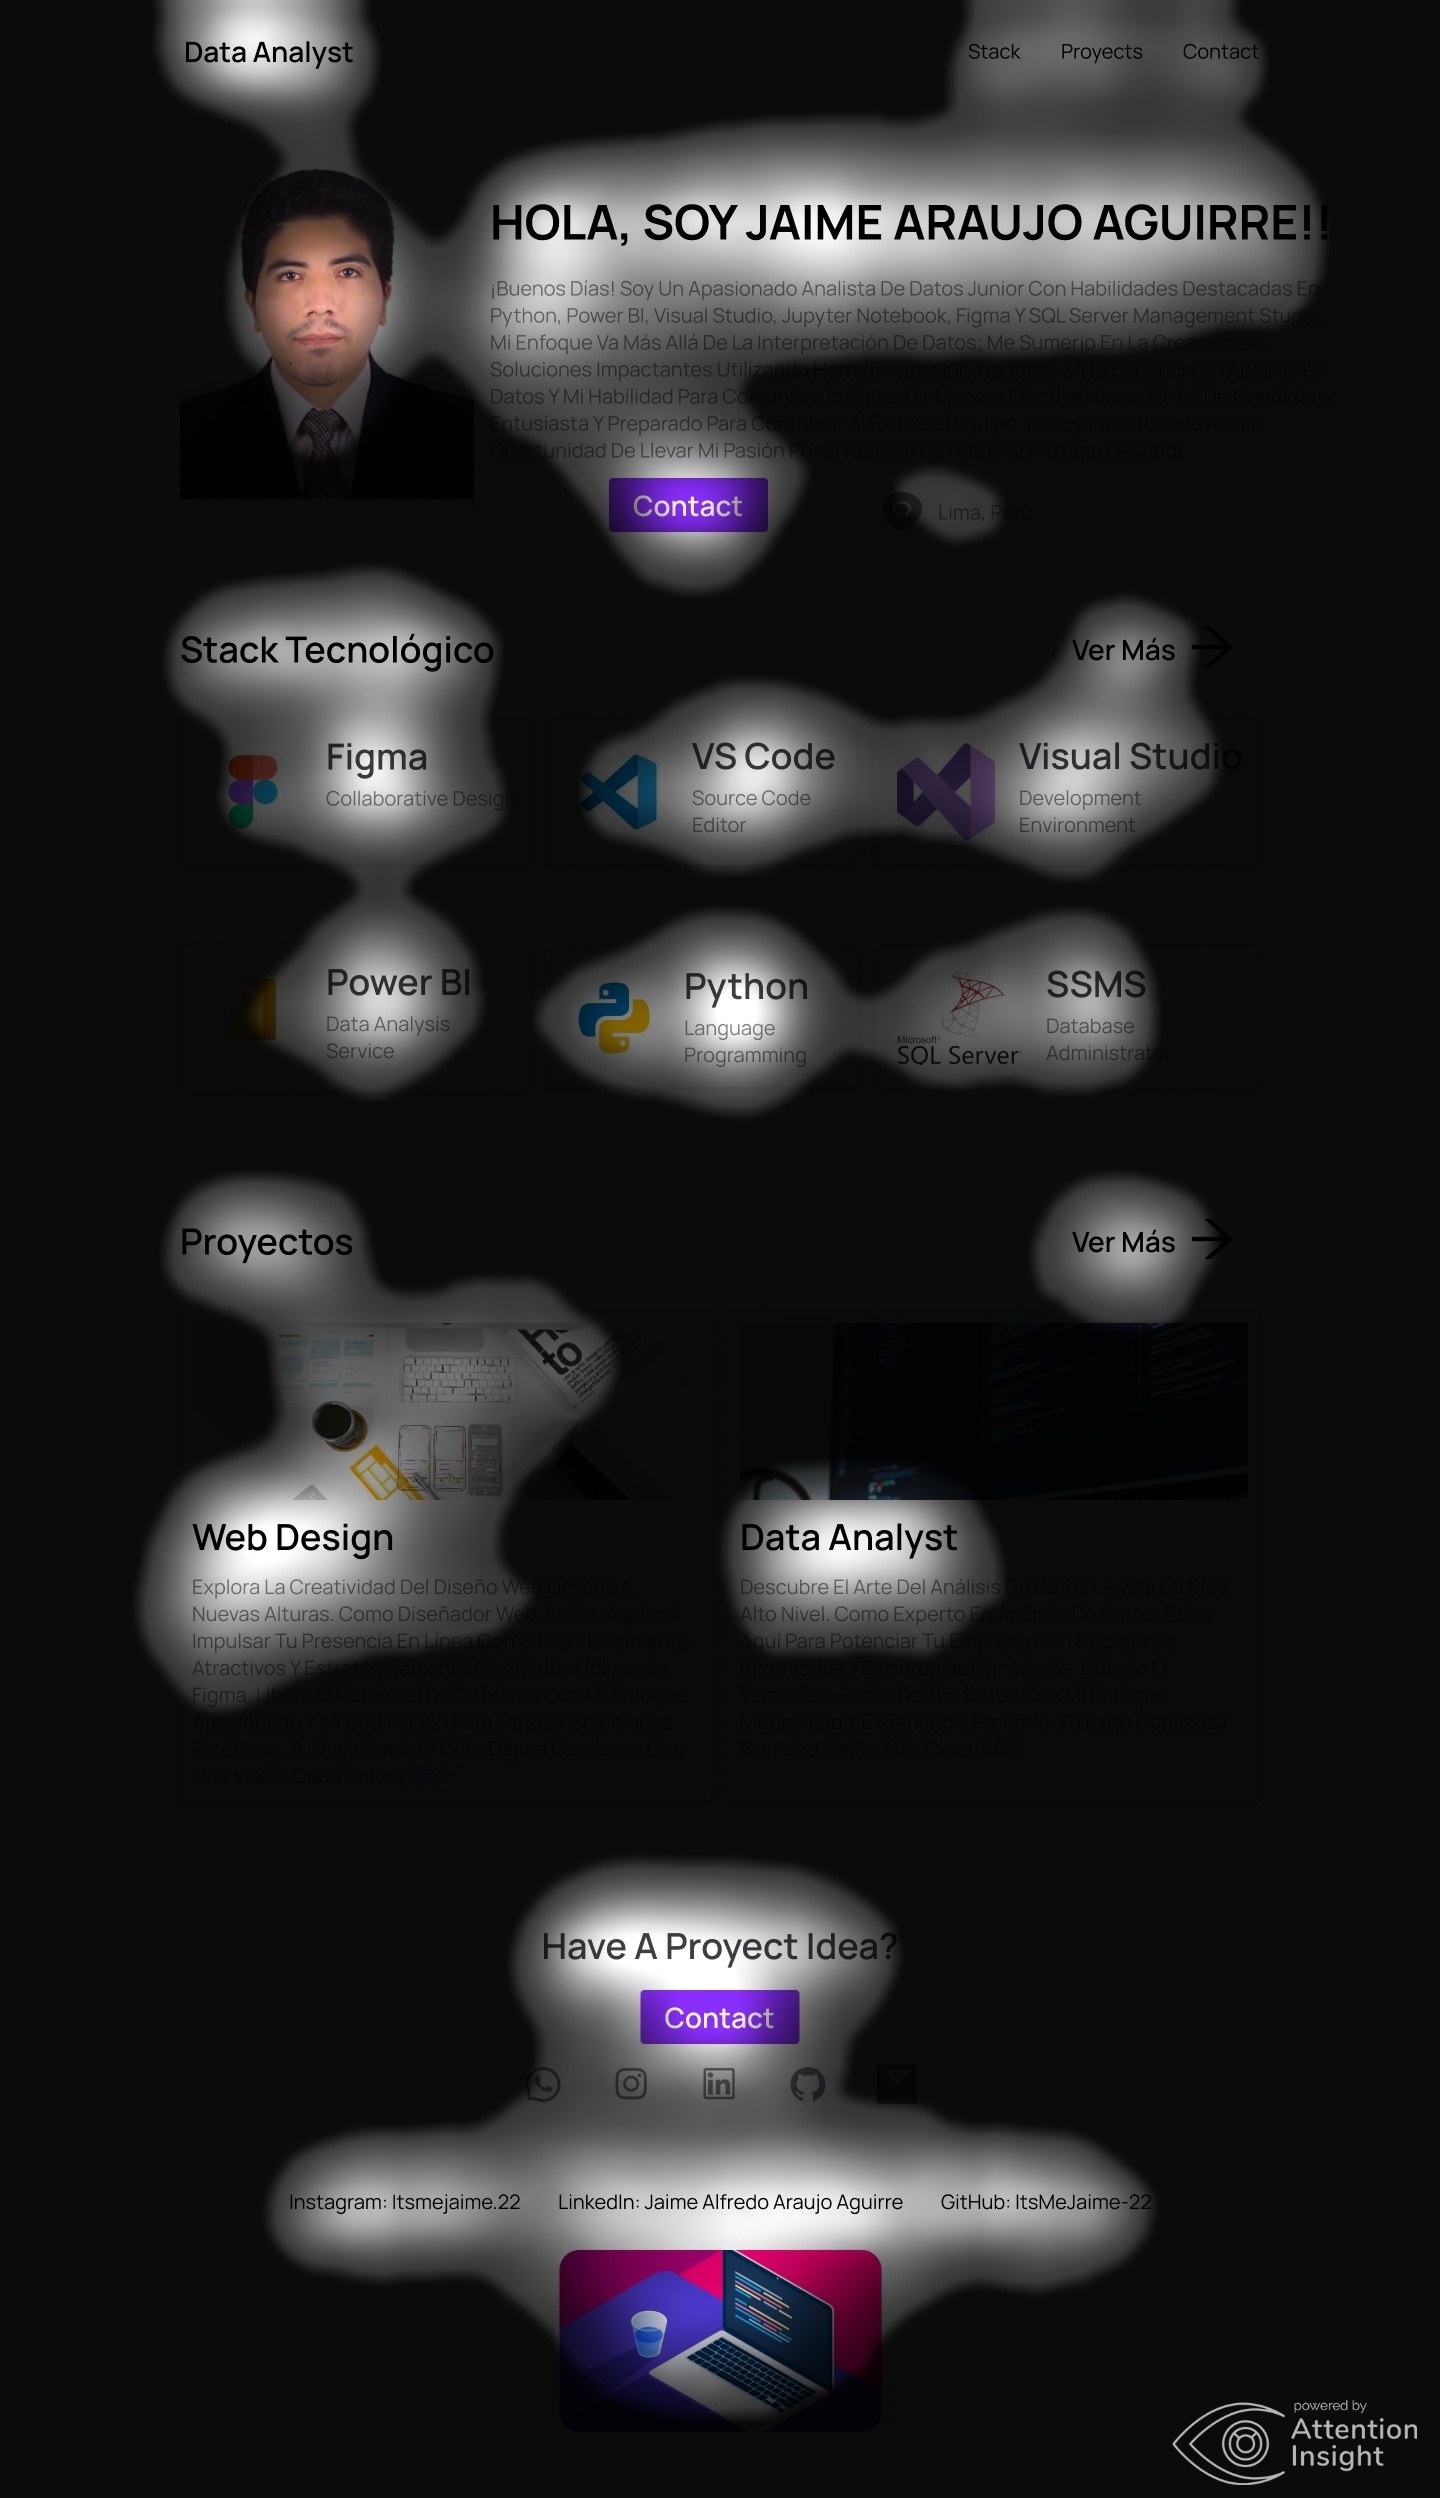 Data Analyst
Stack Proyects Contact
HOLA, SOY JAIME ARAUJO AGUIRRE!!
¡Buenos Días! Soy Un Apasionado Analista De Datos Junior Con Habilidades Destacadas En
Python, Power BI, Visual Studio, Jupyter Notebook, Figma Y SQL Server Management Studio,
Mi Enfoque Va Más Allá De La Interpretación De Datos; Me Sumerjo En La Creación De
Soluciones Impactantes Utilizando Herramientas Innovadoras. Mi Experiencia En Análisis De
Datos Y Mi Habilidad Para Comunicar Insights De Manera Efectiva Hacen De Mi Un Candidato
Entusiasta Y Preparado Para Contribuir Al Exito Del Equipo. ¡Estoy Emocionado Por La
Oportunidad De Llevar Mi Pasión Por El Análisis De Datos Al Próximo Desafío!
Contact
Lima, Perú
Stack Tecnológico
Ver Más
Figma
Collaborative Design
VS Code
Source Code
Editor
Visual Studio
Development
Environment
Power BI
Data Analysis
Service
Python
Language
Programming
Microsoft
SQL Server
SSMS
Database
Administrator
Proyectos
Ver Más
Web Design
Explora La Creatividad Del Diseño Web Llevada A
Nuevas Alturas. Como Diseñador Web Junior, Aspiro A
Impulsar Tu Presencia En Línea Con Sitios Visualmente
Atractivos Y Estratégicamente Diseñados Utilizando
Figma. Libera El Potencial De Tu Marca Con Mi Enfoque
Apasionado Y Mi Dedicación Para Ofrecer Soluciones
Estéticas. Tu Viaje Hacia El Éxito Digital Comienza Con
Una Visión Cautivadora.
Data Analyst
Descubre El Arte Del Análisis De Datos Llevado Al Más
Alto Nivel. Como Experto En Análisis De Datos, Estoy
Aquí Para Potenciar Tu Empresa Con Decisiones
Informadas Y Estrategias Ganadoras. Desata El
Verdadero Poder De Tus Datos Con Mi Enfoque
Meticuloso Y Experiencia Probada. Tu Éxito Comienza
Con Una Visión Más Clara.
Have A Proyect Idea?
Contact
Instagram: Itsmejaime.22 LinkedIn: Jaime Alfredo Araujo Aguirre GitHub: ItsMeJaime-22
powered by
Attention
Insight